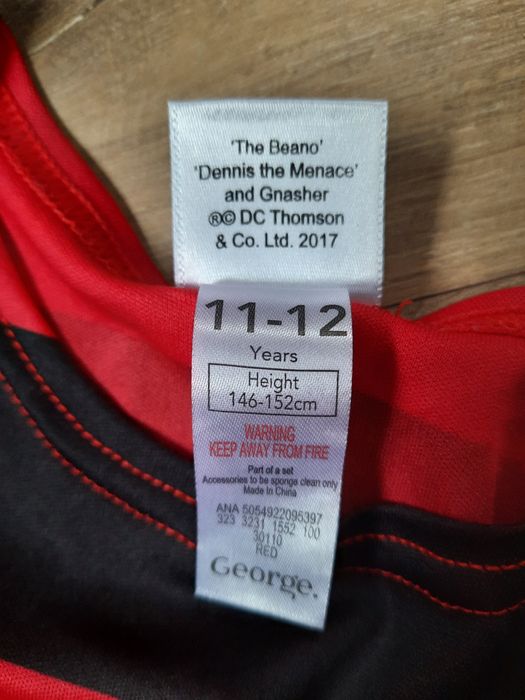 'The Beano'
'Dennis the Menace'
and Gnasher
®© DC Thomson
& Co. Ltd. 2017
11-12
Years
Height
146-152cm
WARNING
KEEP AWAY FROM FIRE
Part of a set
Accessories to be sponge clean only
Made in China
ANA 5054922095397
323 3231 1552 100
30110
RED
George.